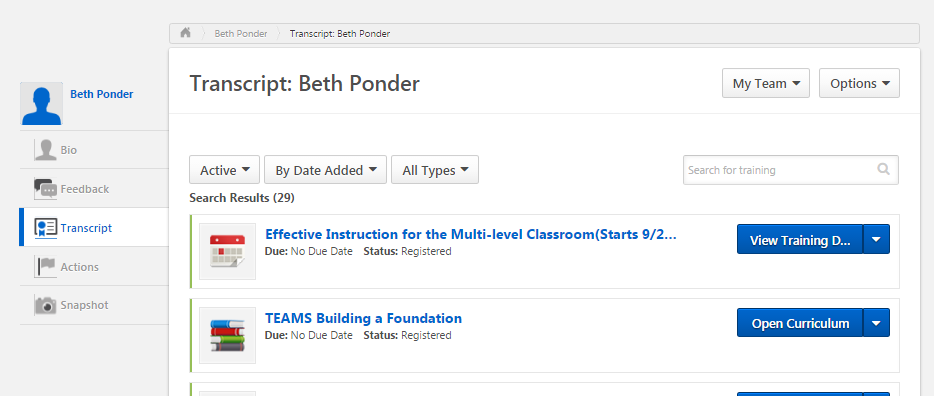 Beth Ponder Transcript: Beth Ponder
Beth Ponder
Bio
Feedback
Transcript
Actions
Snapshot
Transcript: Beth Ponder
My Team Options
Active By Date Added All Types Search for training
Search Results (29)
Effective Instruction for the Multi-level Classroom(Starts 9/2...
Due: No Due Date Status: Registered
View Training D...
TEAMS Building a Foundation
Due: No Due Date Status: Registered
Open Curriculum